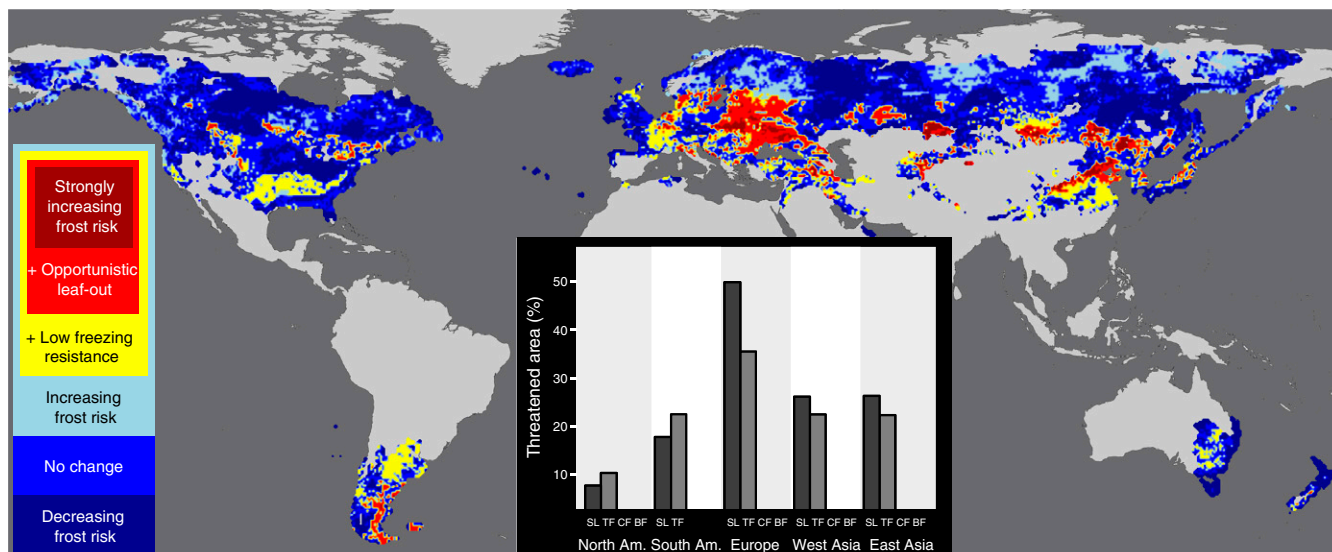 Strongly
increasing
frost risk
+ Opportunistic
leaf-out
+ Low freezing
resistance
Increasing
frost risk
No change
Decreasing
frost risk
Threatened area (%)
50
40
30
20
10
SL TF CF BF SL TF SL TF CF BF SL TF CF BF SL TF CF BF
North Am. South Am. Europe West Asia East Asia